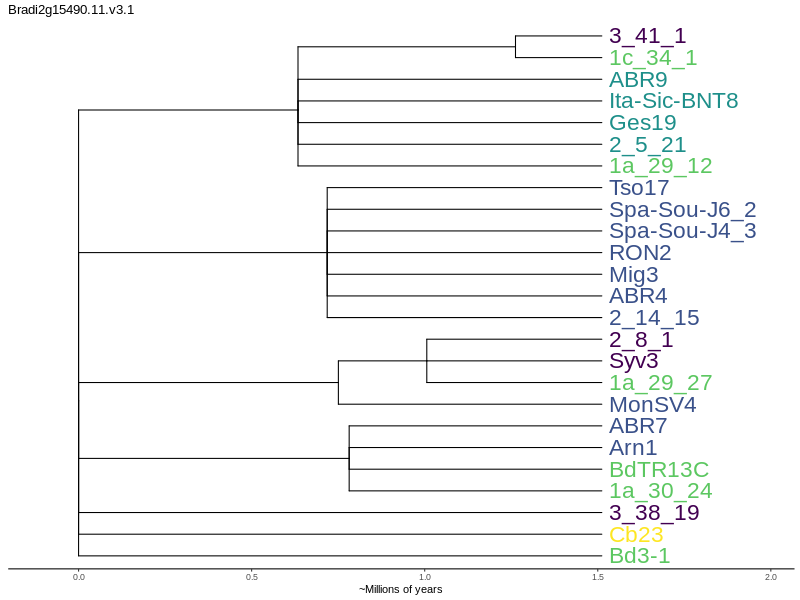 Bradi2g15490.11.v3.1
3_41_1
1c_34_1
ABR9
Ita-Sic-BNT8
Ges19
2_5_21
1a_29_12
Tso17
Spa-Sou-J6_2
Spa-Sou-J4_3
RON2
Mig3
ABR4
2_14_15
2_8_1
Syv3
1a_29_27
MonSV4
ABR7
Arn1
BdTR13C
1a_30_24
3_38_19
Cb23
Bd3-1
0.0 0.5 1.0 1.5 2.0
~Millions of years